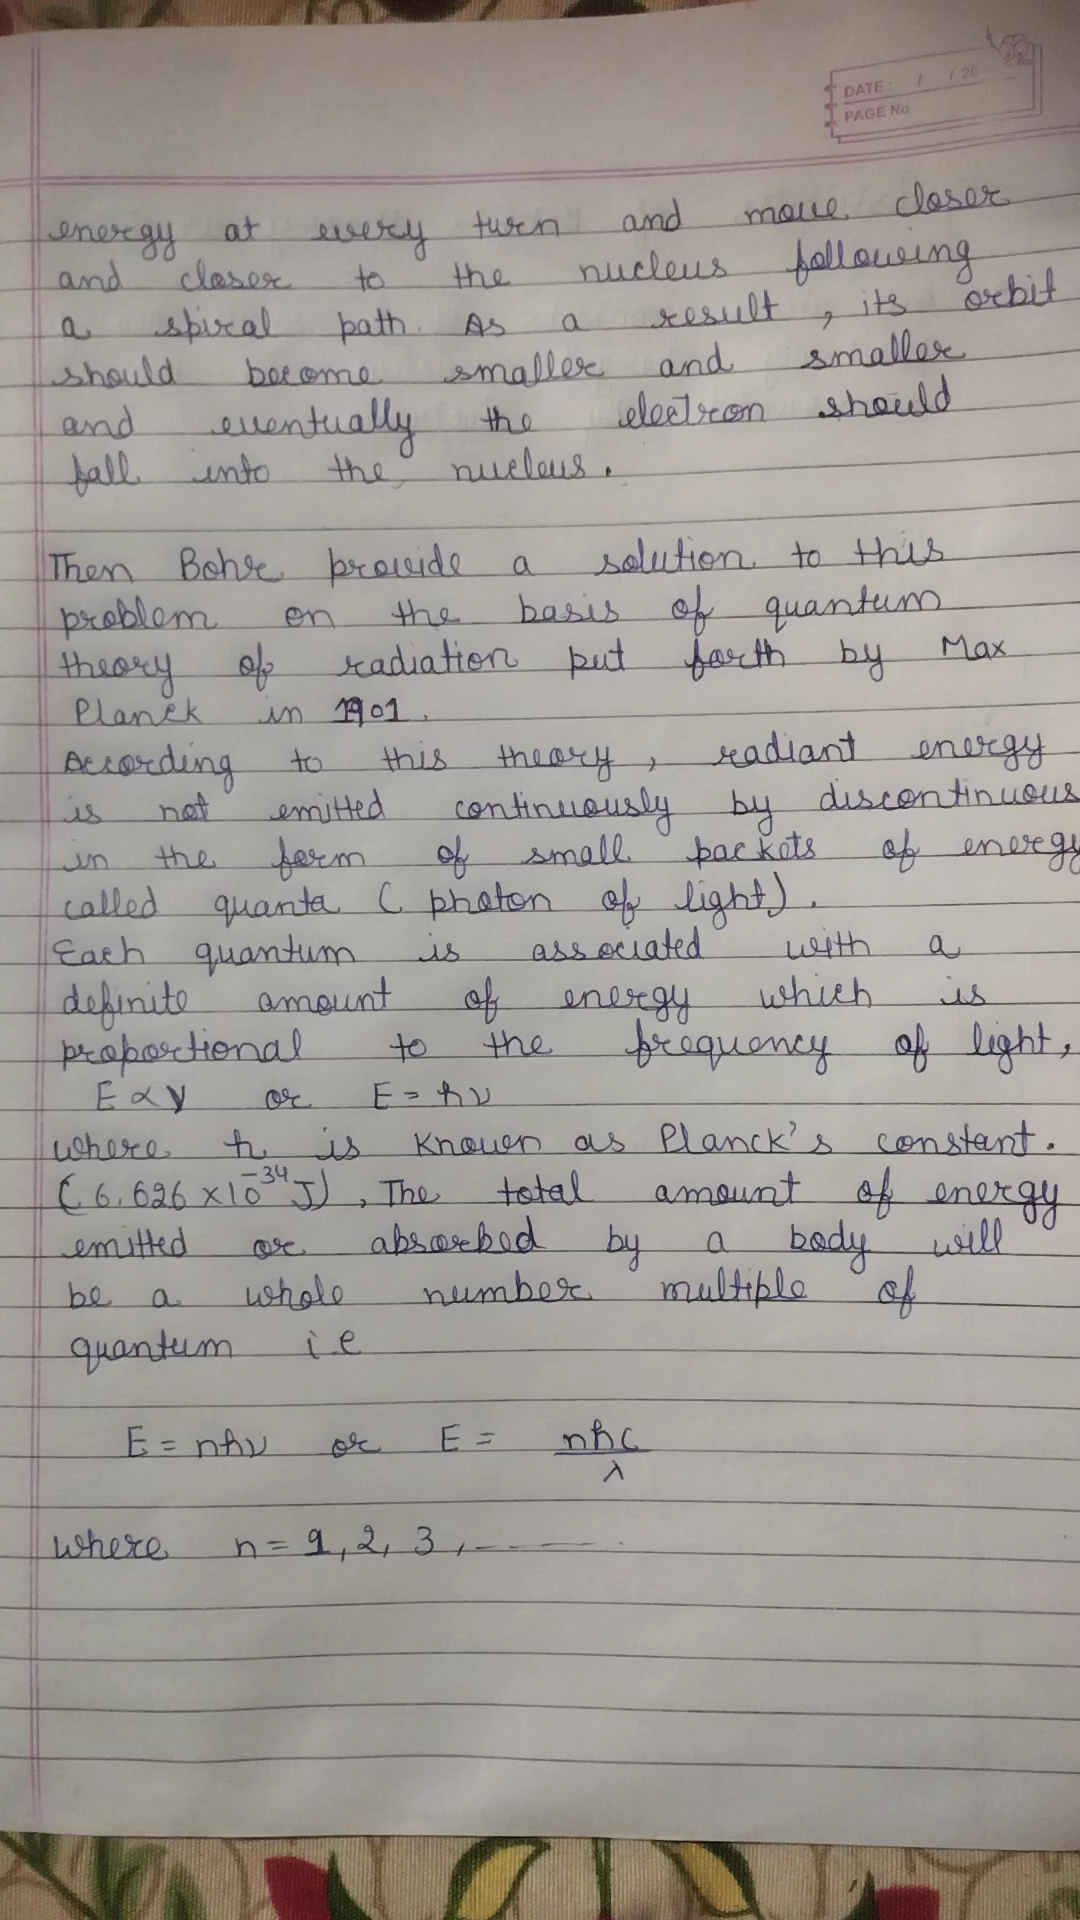 DATE: / / 20
PAGE No
energy at every turn and move closer
and closer to the nucleus following
a spiral path. As a result, its orbit
should become smaller and smaller
and eventually the electron should
fall into the nucleus.
Then Bohr provide a solution to this
problem on the basis of quantum
theory of radiation put forth by Max
Planck in 1901.
According to this theory, radiant energy
is not emitted continuously by discontinuous
in the form of small packets of energy
called quanta (photon of light).
Each quantum is associated with a
definite amount of energy which is
proportional to the frequency of light,
E ∝ ν or E = hν
where h is known as Planck's constant.
(6.626 × 10⁻³⁴ J), The total amount of energy
emitted or absorbed by a body will
be a whole number multiple of
quantum i.e
E = nhν or E = nhc
λ
where n = 1, 2, 3, -----